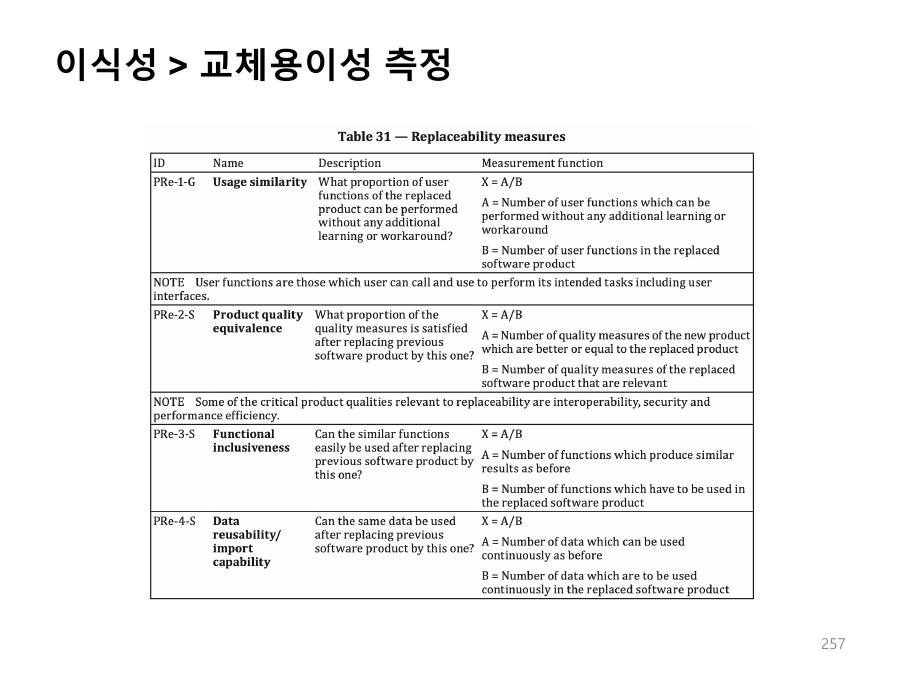 이식성 > 교체용이성 측정
Table 31 — Replaceability measures
ID Name Description Measurement function
PRe-1-G Usage similarity What proportion of user functions of the replaced product can be performed without any additional learning or workaround?
X = A/B
A = Number of user functions which can be
performed without any additional learning or
workaround
B = Number of user functions in the replaced
software product
NOTE User functions are those which user can call and use to perform its intended tasks including user
interfaces.
PRe-2-S Product quality equivalence What proportion of the quality measures is satisfied after replacing previous software product by this one?
X = A/B
A = Number of quality measures of the new product
which are better or equal to the replaced product
B = Number of quality measures of the replaced
software product that are relevant
NOTE Some of the critical product qualities relevant to replaceability are interoperability, security and
performance efficiency.
PRe-3-S Functional inclusiveness Can the similar functions easily be used after replacing previous software product by this one?
X = A/B
A = Number of functions which produce similar
results as before
B = Number of functions which have to be used in
the replaced software product
PRe-4-S Data reusability/ import capability Can the same data be used after replacing previous software product by this one?
X = A/B
A = Number of data which can be used
continuously as before
B = Number of data which are to be used
continuously in the replaced software product
257